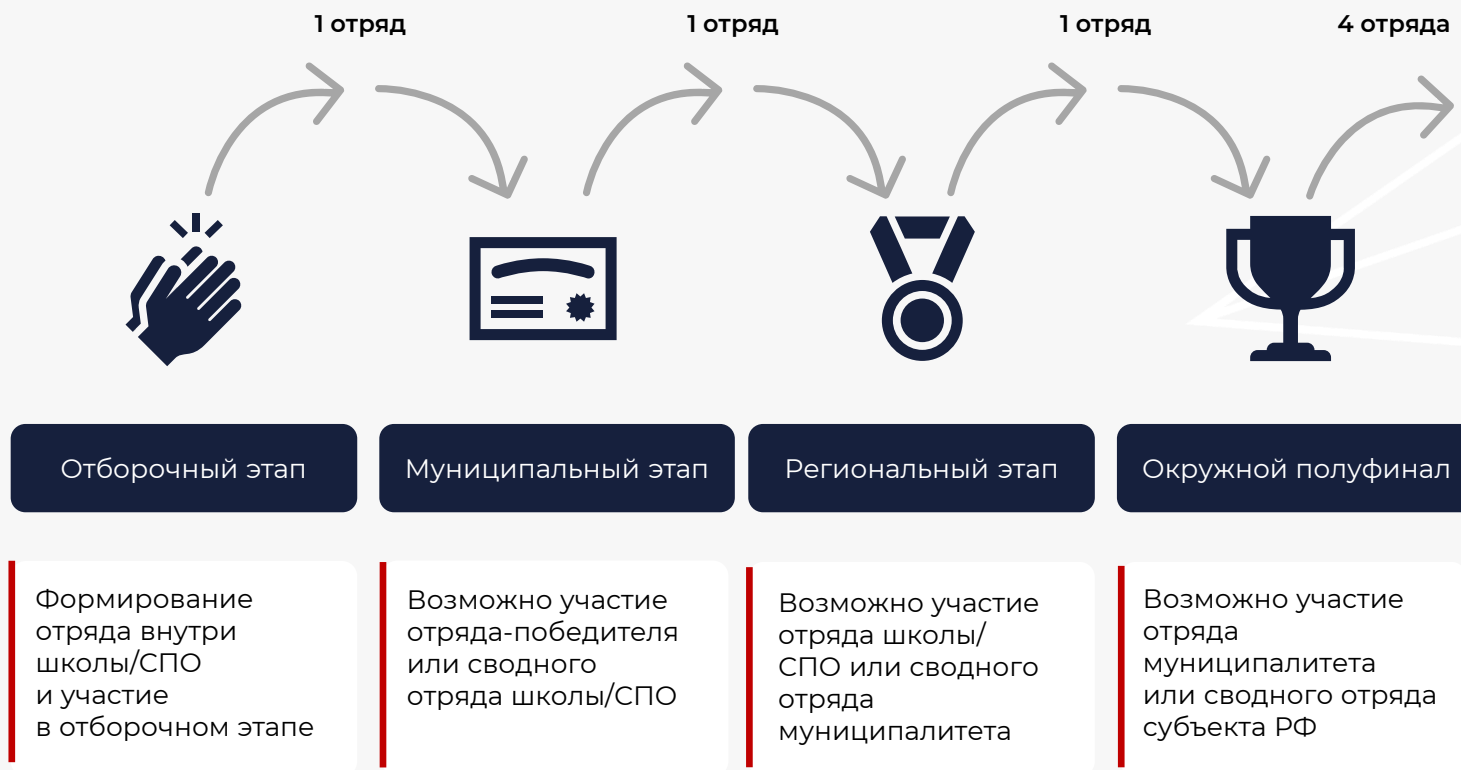 1 отряд
1 отряд
1 отряд
4 отряда
Отборочный этап
Муниципальный этап
Региональный этап
Окружной полуфинал
Формирование
отряда внутри
школы/СПО
и участие
в отборочном этапе
Возможно участие
отряда-победителя
или сводного
отряда школы/СПО
Возможно участие
отряда школы/
СПО или сводного
отряда
муниципалитета
Возможно участие
отряда
муниципалитета
или сводного отряда
субъекта РФ